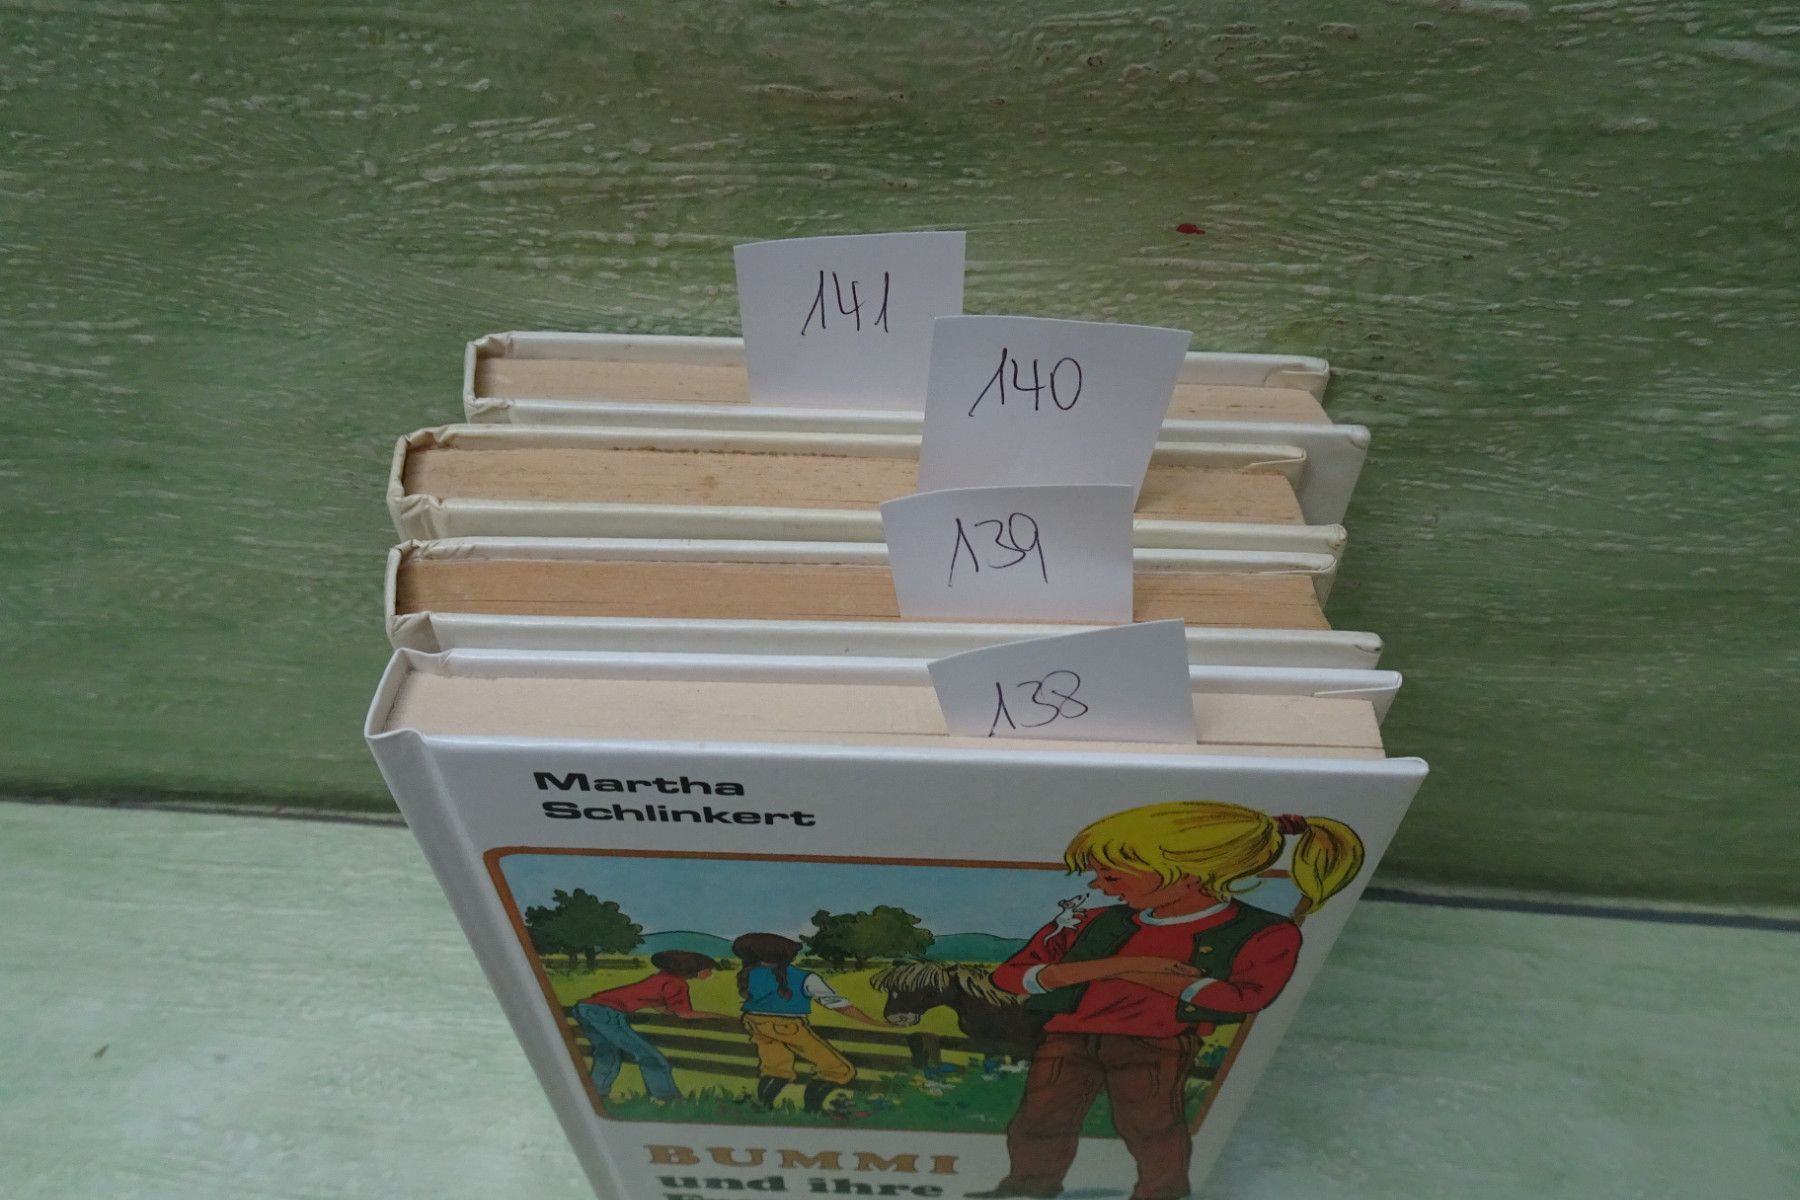 141
140
139
138
Martha
Schlinkert
BUMMI
und ihre